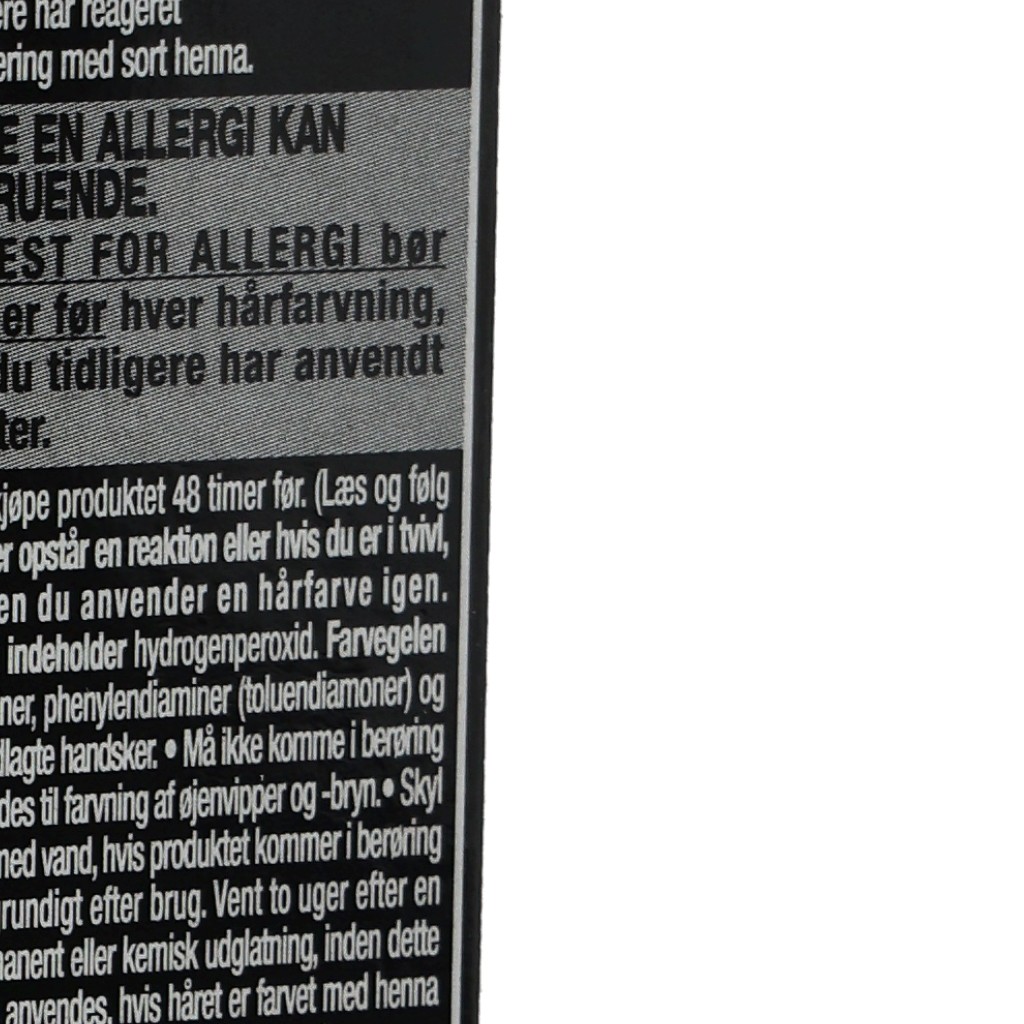 ere har reageret
ering med sort henna.
E EN ALLERGI KAN
RUENDE.
EST FOR ALLERGI bør
er før hver hårfarvning,
du tidligere har anvendt
ter.
kjøpe produktet 48 timer før. (Læs og følg
er opstår en reaktion eller hvis du er i tvivl,
en du anvender en hårfarve igen.
indeholder hydrogenperoxid. Farvegelen
ner, phenylendiaminer (toluendiamoner) og
dlagte handsker. • Må ikke komme i berøring
des til farvning af øjenvipper og -bryn.• Skyl
med vand, hvis produktet kommer i berøring
grundigt efter brug. Vent to uger efter en
manent eller kemisk udglatning, inden dette
anvendes, hvis håret er farvet med henna